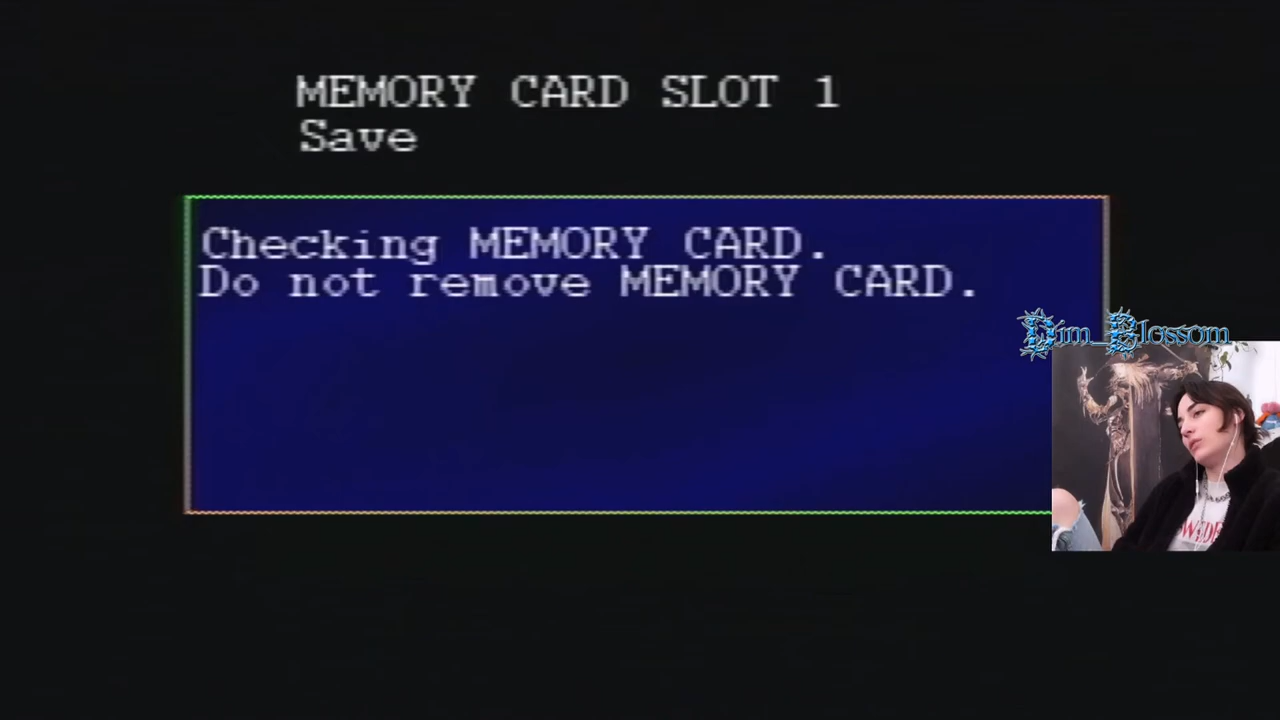 MEMORY CARD SLOT 1
Save
Checking MEMORY CARD.
Do not remove MEMORY CARD.
Dim_Blossom